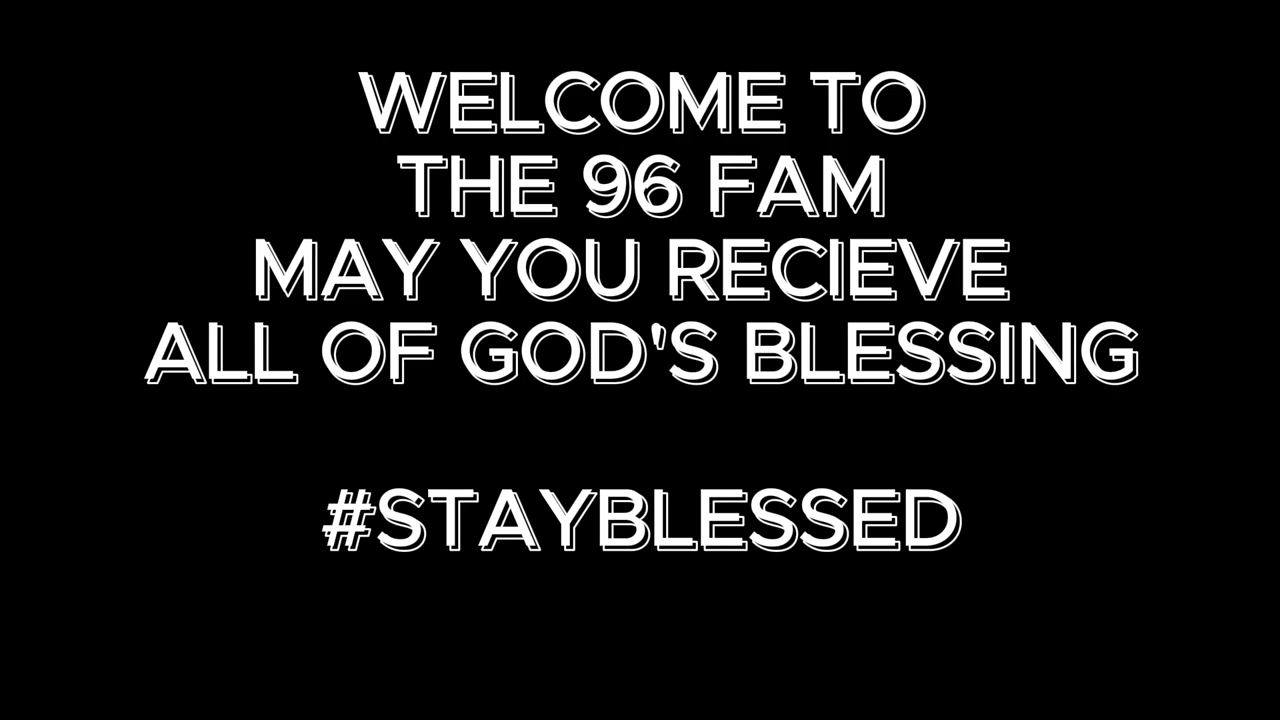 WELCOME TO
THE 96 FAM
MAY YOU RECIEVE
ALL OF GOD'S BLESSING
#STAYBLESSED